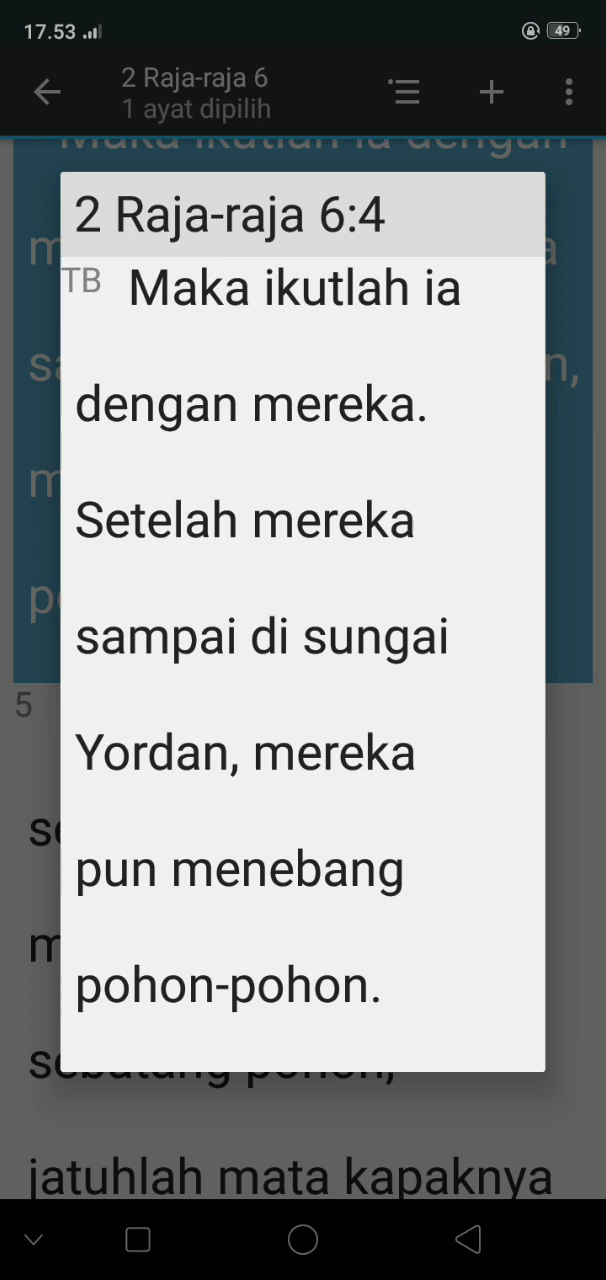 17.53
49
2 Raja-raja 6
1 ayat dipilih
2 Raja-raja 6:4
TB Maka ikutlah ia
dengan mereka.
Setelah mereka
sampai di sungai
Yordan, mereka
pun menebang
pohon-pohon.
5
jatuhlah mata kapaknya